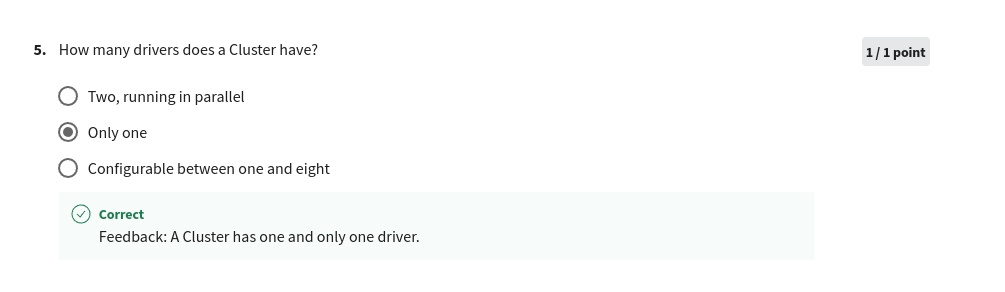 5. How many drivers does a Cluster have?
1 / 1 point
Two, running in parallel
Only one
Configurable between one and eight
Correct
Feedback: A Cluster has one and only one driver.